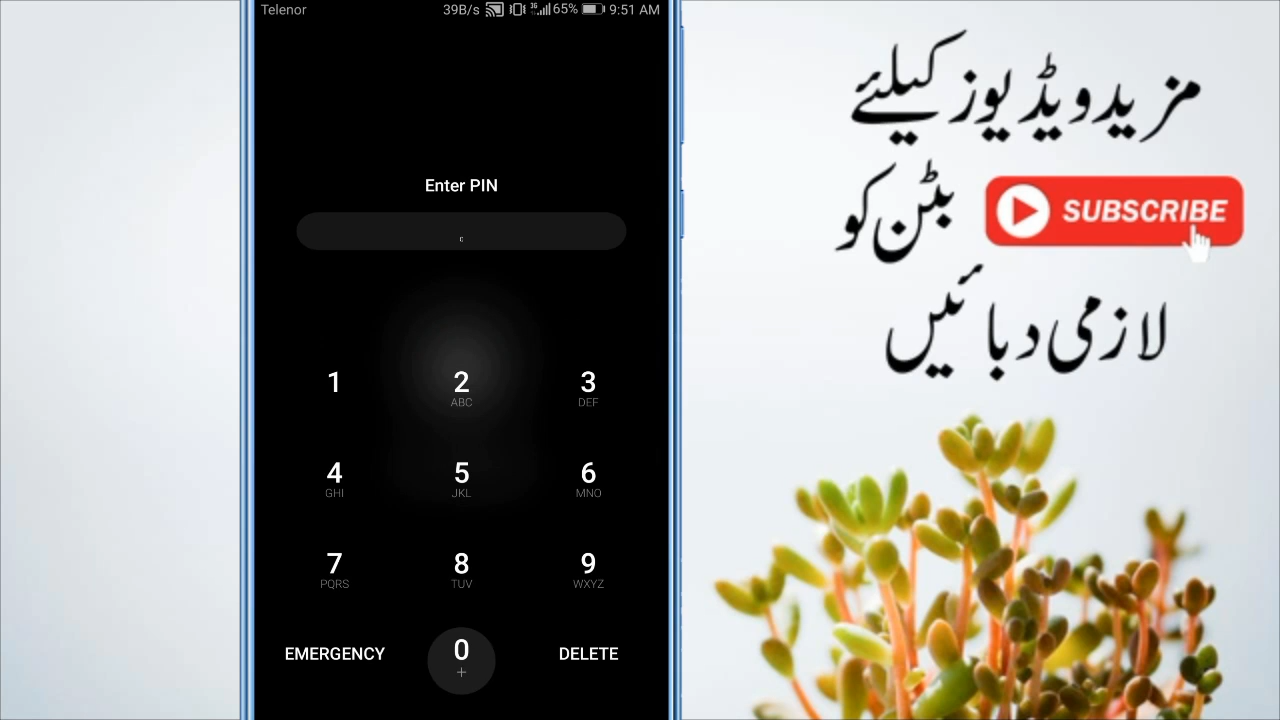 Telenor 39B/s 3G 65% 9:51 AM
Enter PIN
1 2 ABC 3 DEF
4 GHI 5 JKL 6 MNO
7 PQRS 8 TUV 9 WXYZ
EMERGENCY 0 + DELETE
مزید ویڈیوز کیلئے
SUBSCRIBE بٹن کو
لازمی دبائیں